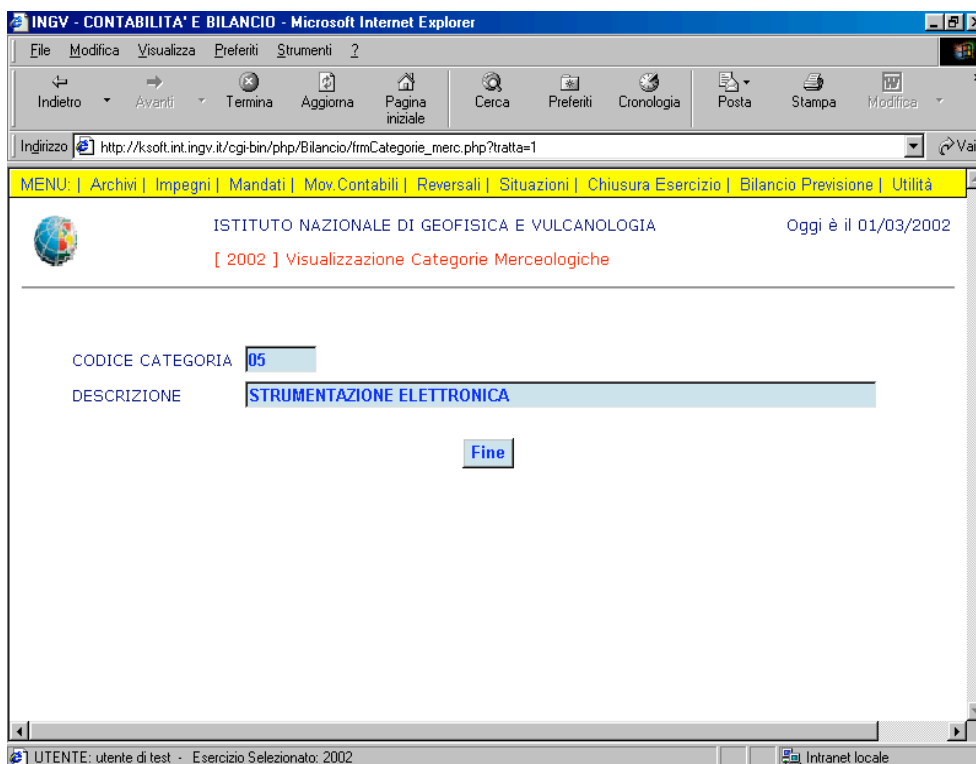 INGV - CONTABILITA' E BILANCIO - Microsoft Internet Explorer
File Modifica Visualizza Preferiti Strumenti ?
Indietro Avanti Termina Aggiorna Pagina iniziale Cerca Preferiti Cronologia Posta Stampa Modifica
Indirizzo http://ksoft.int.ingv.it/cgi-bin/php/Bilancio/frmCategorie_merc.php?tratta=1 Vai
MENU: | Archivi | Impegni | Mandati | Mov.Contabili | Reversali | Situazioni | Chiusura Esercizio | Bilancio Previsione | Utilità
ISTITUTO NAZIONALE DI GEOFISICA E VULCANOLOGIA Oggi è il 01/03/2002
[ 2002 ] Visualizzazione Categorie Merceologiche
CODICE CATEGORIA 05
DESCRIZIONE STRUMENTAZIONE ELETTRONICA
Fine
UTENTE: utente di test - Esercizio Selezionato: 2002 Intranet locale